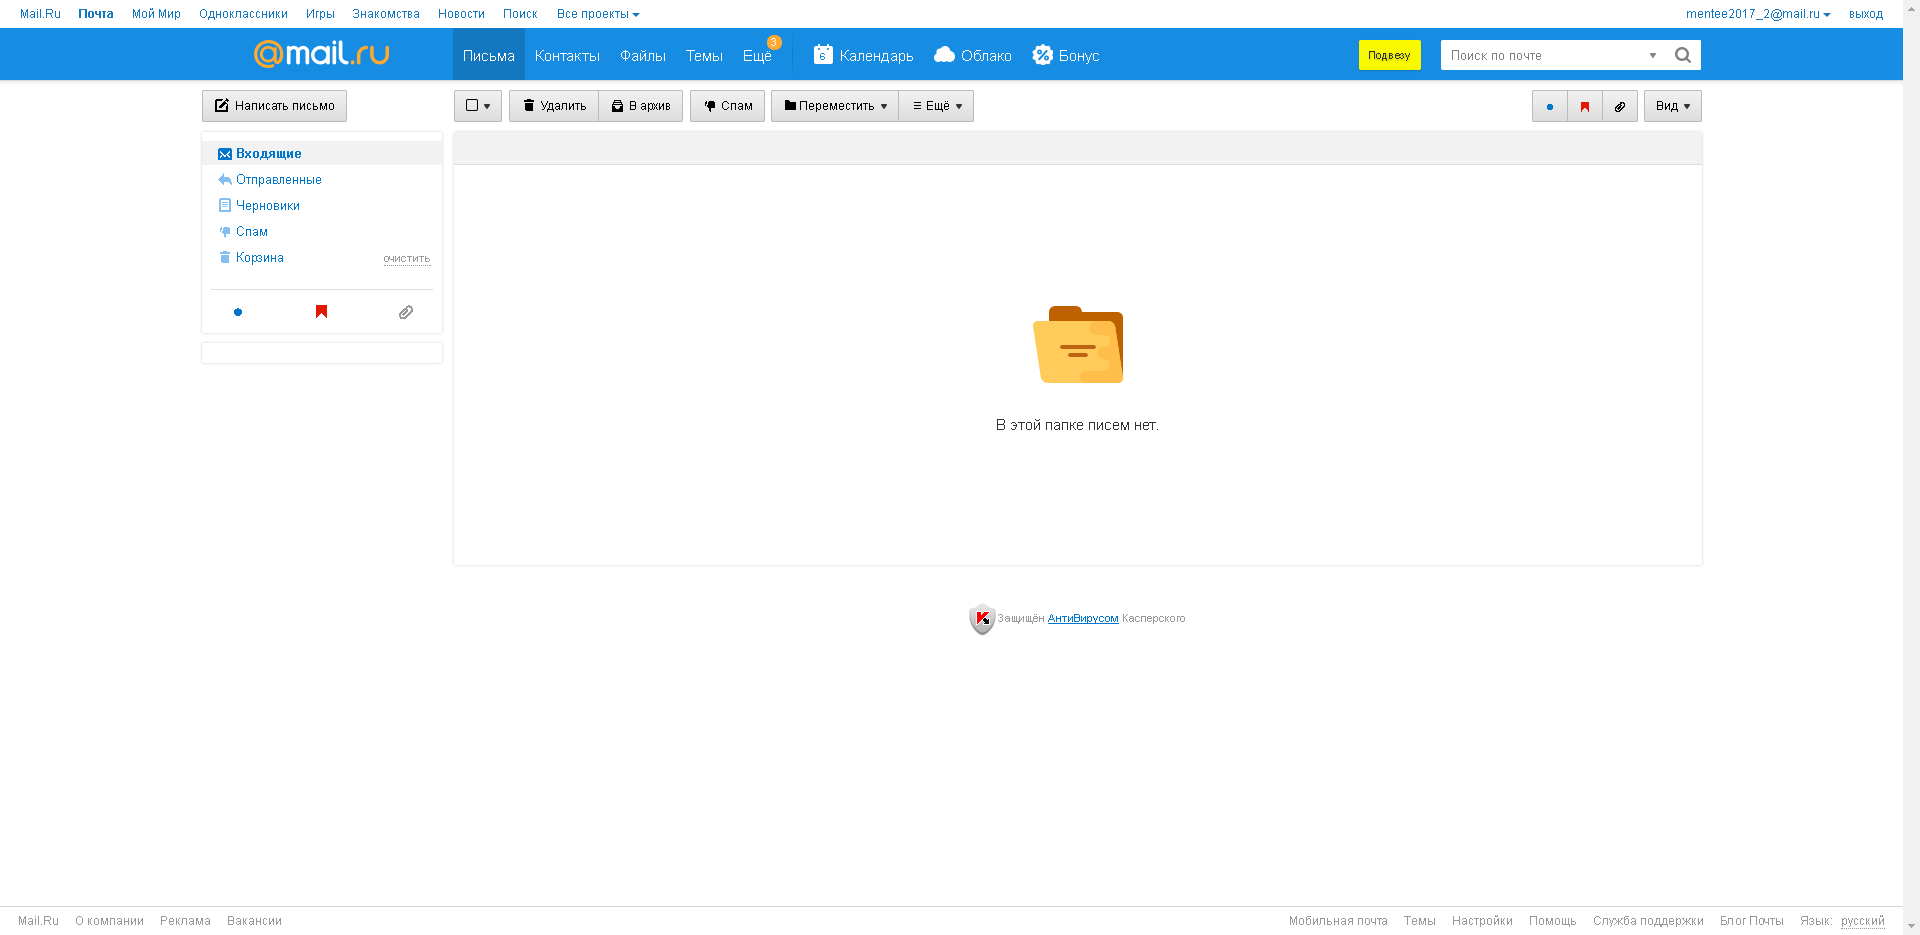 Mail.Ru Почта Мой Мир Одноклассники Игры Знакомства Новости Поиск Все проекты mentee2017_2@mail.ru выход
@mail.ru Письма Контакты Файлы Темы Ещё 3 6 Календарь Облако Бонус Подвезу Поиск по почте
Написать письмо Удалить В архив Спам Переместить Ещё Вид
Входящие
Отправленные
Черновики
Спам
Корзина очистить
В этой папке писем нет.
Защищён АнтиВирусом Касперского
Mail.Ru О компании Реклама Вакансии Мобильная почта Темы Настройки Помощь Служба поддержки Блог Почты Язык: русский